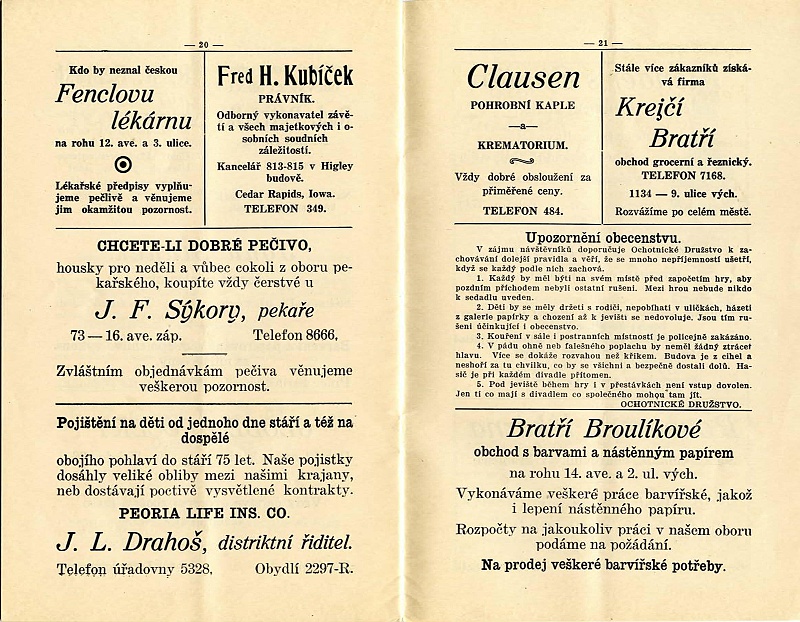 — 20 —
Kdo by neznal českou
Fenclovu
lékárnu
na rohu 12. ave. a 3. ulice.
Lékařské předpisy vyplňu-
jeme pečlivě a věnujeme
jim okamžitou pozornost.
Fred H. Kubíček
PRÁVNÍK.
Odborný vykonavatel závě-
tí a všech majetkových i o-
sobních soudních
záležitostí.
Kancelář 813-815 v Higley
budově.
Cedar Rapids, Iowa.
TELEFON 349.
CHCETE-LI DOBRÉ PEČIVO,
housky pro neděli a vůbec cokoli z oboru pe-
kařského, koupíte vždy čerstvé u
J. F. Sýkory, pekaře
73 — 16. ave. záp. Telefon 8666,
Zvláštním objednávkám pečiva věnujeme
veškerou pozornost.
Pojištění na děti od jednoho dne stáří a též na
dospělé
obojího pohlaví do stáří 75 let. Naše pojistky
dosáhly veliké obliby mezi našimi krajany,
neb dostávají poctivě vysvětlené kontrakty.
PEORIA LIFE INS. CO.
J. L. Drahoš, distriktní řiditel.
Telefon úřadovny 5328, Obydlí 2297-R.
— 21 —
Clausen
POHROBNÍ KAPLE
—a—
KREMATORIUM.
Vždy dobré obsloužení za
přiměřené ceny.
TELEFON 484.
Stále více zákazníků získá-
vá firma
Krejčí
Bratří
obchod grocerní a řeznický.
TELEFON 7168.
1134 — 9. ulice vých.
Rozvážíme po celém městě.
Upozornění obecenstvu.
V zájmu návštěvníků doporučuje Ochotnické Družstvo k za-
chovávání dolejší pravidla a věří, že se mnoho nepříjemností ušetří,
když se každý podle nich zachová.
1. Každý by měl býti na svém místě před započetím hry, aby
pozdním příchodem nebyli ostatní rušeni. Mezi hrou nebude nikdo
k sedadlu uveden.
2. Děti by se měly držeti s rodiči, nepobíhati v uličkách, házeti
z galerie papírky a chození až k jevišti se nedovoluje. Jsou tím ru-
šeni účinkující i obecenstvo.
3. Kouření v sále i postranních místností je policejně zakázáno.
4. V pádu ohně neb falešného poplachu by neměl žádný ztrácet
hlavu. Více se dokáže rozvahou než křikem. Budova je z cihel a
neshoří za tu chvilku, co by se všichni a bezpečně dostali dolů. Ha-
sič je při každém divadle přítomen.
5. Pod jeviště během hry i v přestávkách není vstup dovolen.
Jen ti co mají s divadlem co společného mohou tam jít.
OCHOTNICKÉ DRUŽSTVO.
Bratří Broulíkové
obchod s barvami a nástěnným papírem
na rohu 14. ave. a 2. ul. vých.
Vykonáváme veškeré práce barvířské, jakož
i lepení nástěnného papíru.
Rozpočty na jakoukoliv práci v našem oboru
podáme na požádání.
Na prodej veškeré barvířské potřeby.